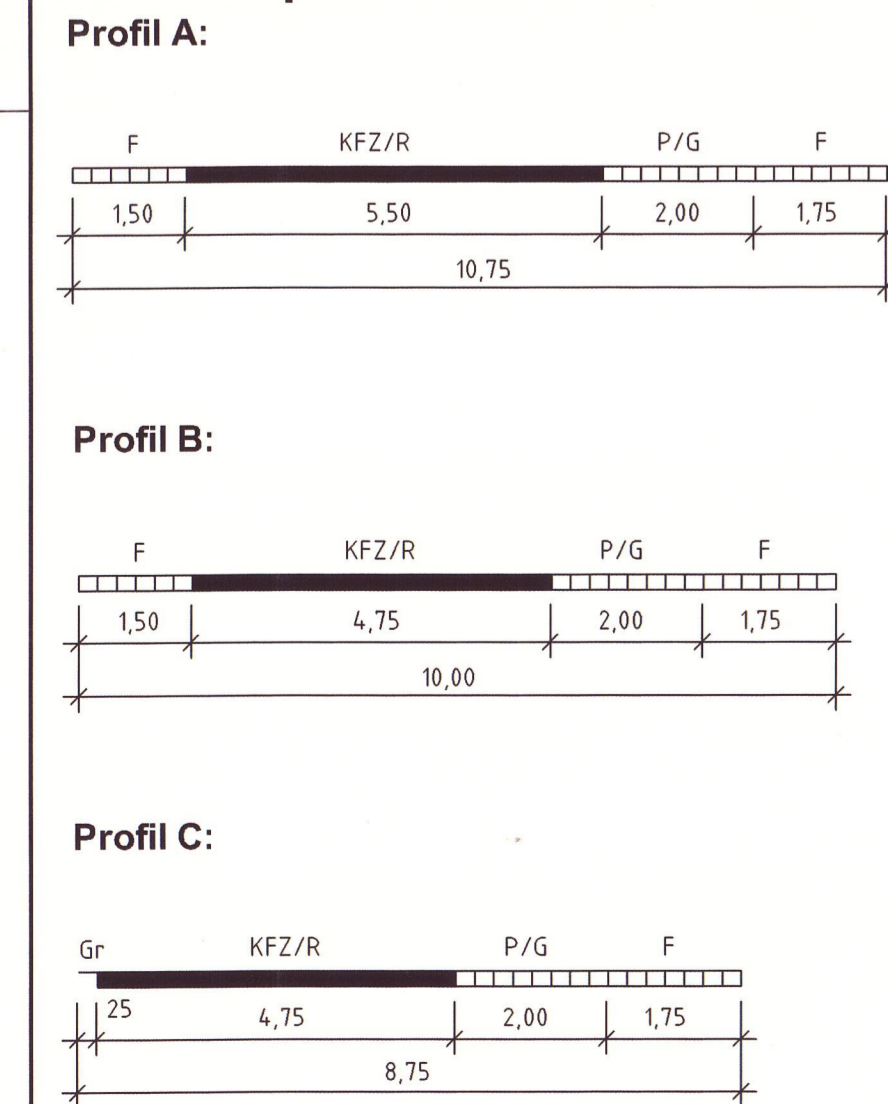 Profil A:
F KFZ/R P/G F
1,50 5,50 2,00 1,75
10,75
Profil B:
F KFZ/R P/G F
1,50 4,75 2,00 1,75
10,00
Profil C:
Gr KFZ/R P/G F
25 4,75 2,00 1,75
8,75